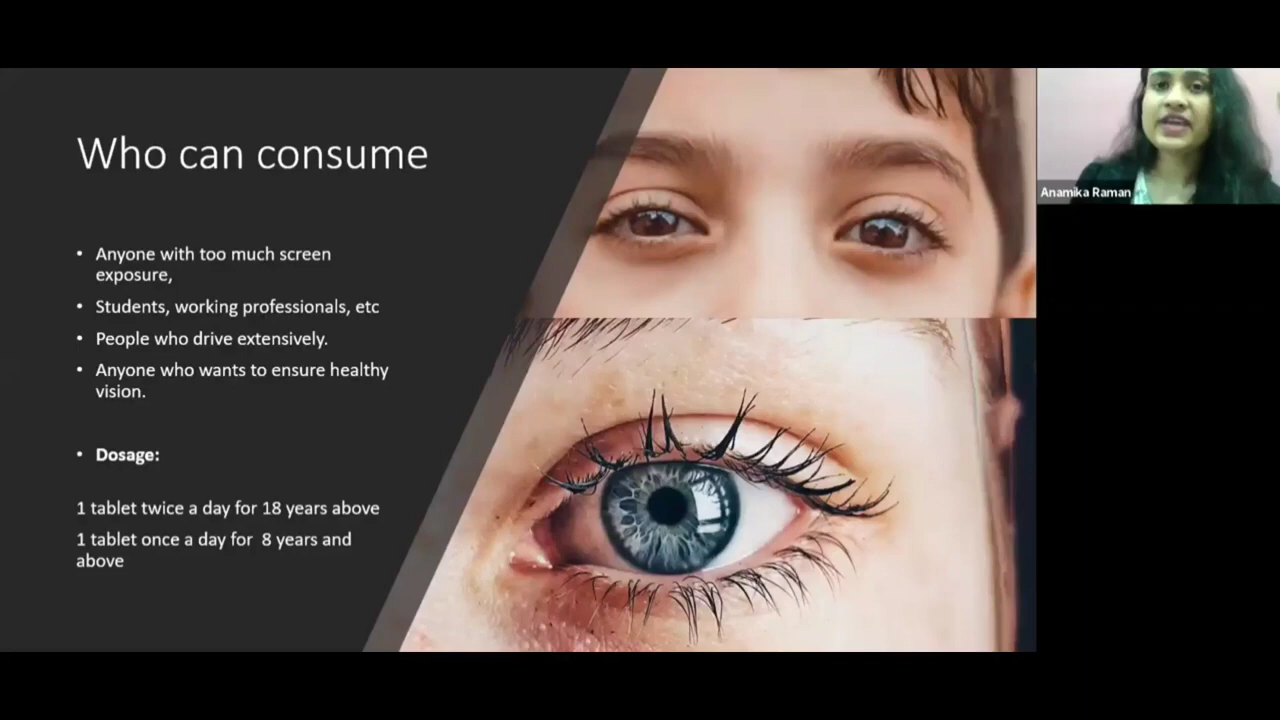 Who can consume
• Anyone with too much screen
exposure,
• Students, working professionals, etc
• People who drive extensively.
• Anyone who wants to ensure healthy
vision.
• Dosage:
1 tablet twice a day for 18 years above
1 tablet once a day for  8 years and
above
Anamika Raman